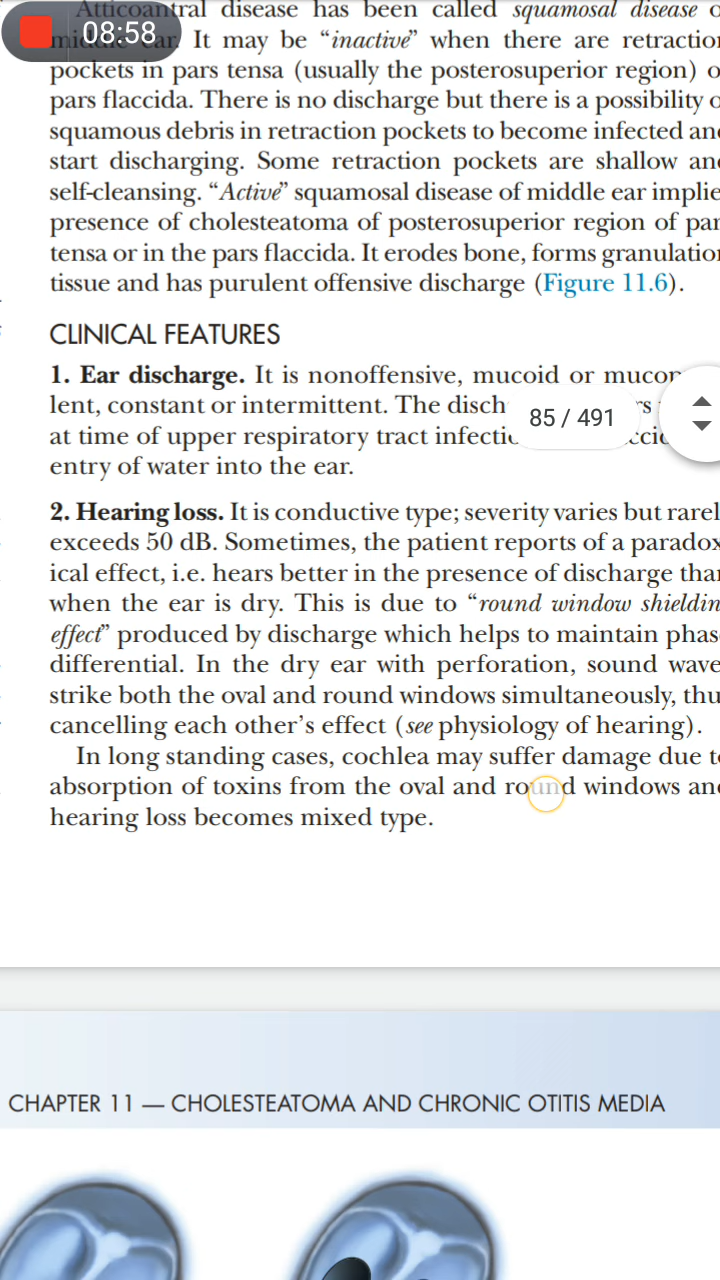 08:58
Atticoantral disease has been called squamosal disease
middle ear. It may be “inactive” when there are retraction
pockets in pars tensa (usually the posterosuperior region)
pars flaccida. There is no discharge but there is a possibility
squamous debris in retraction pockets to become infected an
start discharging. Some retraction pockets are shallow an
self-cleansing. “Active” squamosal disease of middle ear implie
presence of cholesteatoma of posterosuperior region of par
tensa or in the pars flaccida. It erodes bone, forms granulation
tissue and has purulent offensive discharge (Figure 11.6).
CLINICAL FEATURES
1. Ear discharge. It is nonoffensive, mucoid or mucop
lent, constant or intermittent. The disch
at time of upper respiratory tract infectio
entry of water into the ear.
85 / 491
2. Hearing loss. It is conductive type; severity varies but rarel
exceeds 50 dB. Sometimes, the patient reports of a paradox
ical effect, i.e. hears better in the presence of discharge than
when the ear is dry. This is due to “round window shieldin
effect” produced by discharge which helps to maintain phas
differential. In the dry ear with perforation, sound wave
strike both the oval and round windows simultaneously, thu
cancelling each other’s effect (see physiology of hearing).
In long standing cases, cochlea may suffer damage due to
absorption of toxins from the oval and round windows an
hearing loss becomes mixed type.
CHAPTER 11 — CHOLESTEATOMA AND CHRONIC OTITIS MEDIA